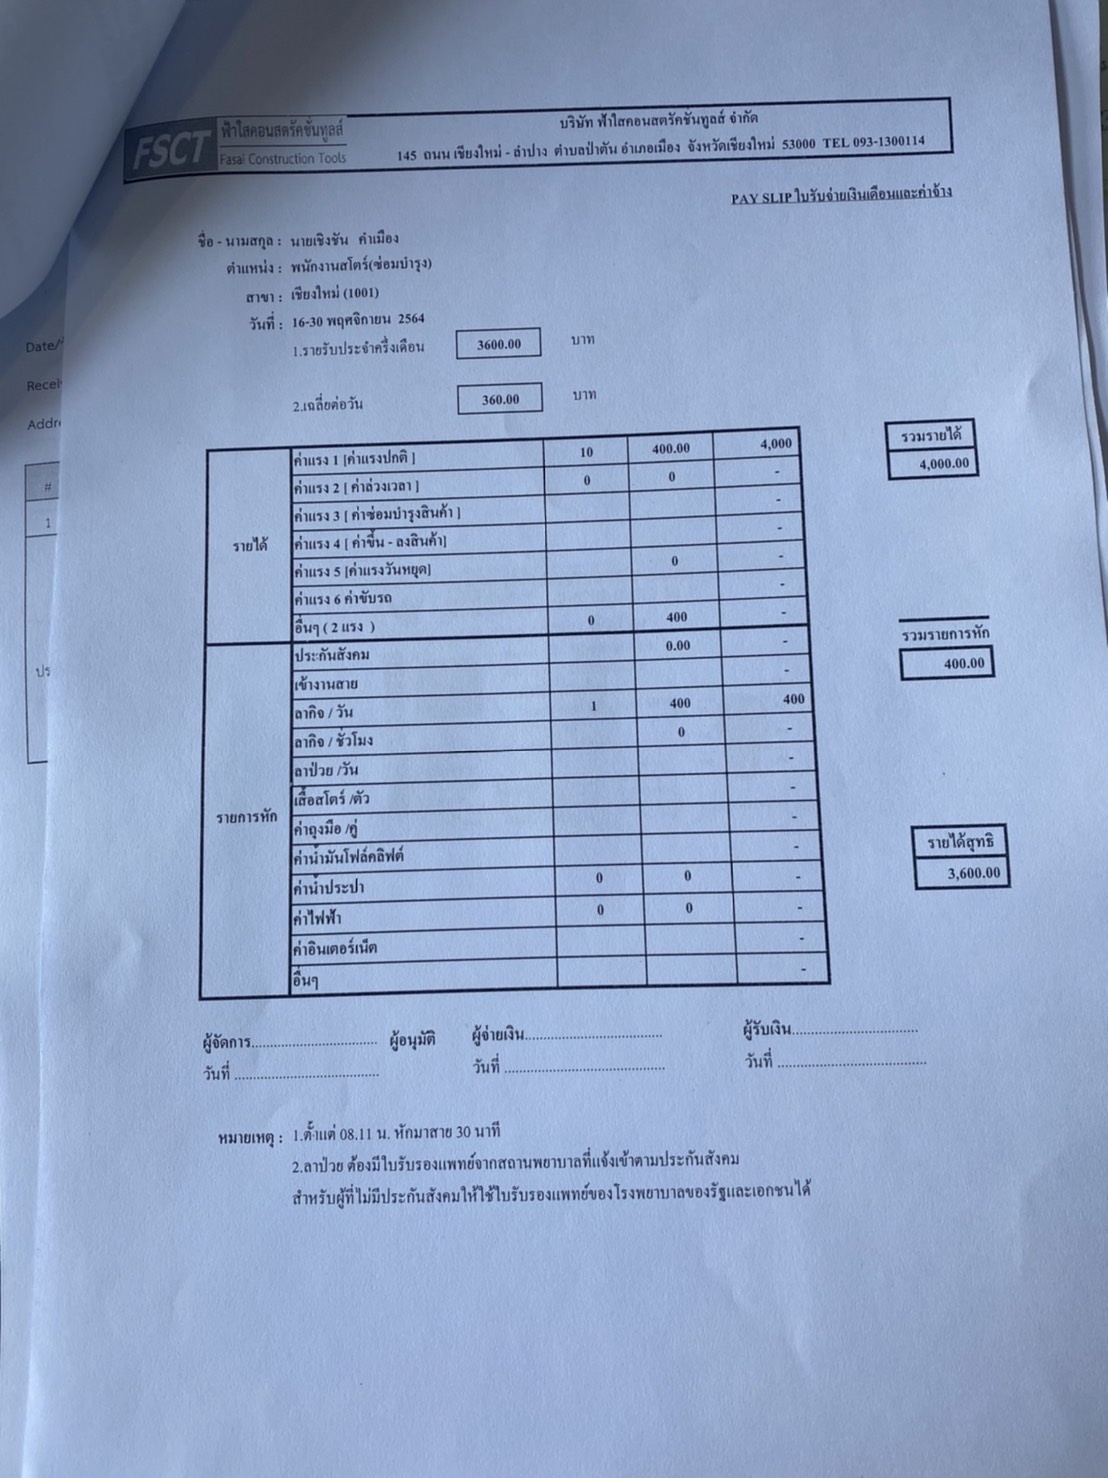 FSCT
ฟ้าใสคอนสตรัคชั่นทูลส์
Fasai Construction Tools
บริษัท ฟ้าใสคอนสตรัคชั่นทูลส์ จำกัด
145 ถนน เชียงใหม่ - ลำปาง ตำบลป่าตัน อำเภอเมือง จังหวัดเชียงใหม่ 53000 TEL 093-1300114
PAY SLIP ใบรับจ่ายเงินเดือนและค่าจ้าง
ชื่อ - นามสกุล : นายเชิงชัน คำเมือง
ตำแหน่ง : พนักงานสโตร์(ซ่อมบำรุง)
สาขา : เชียงใหม่ (1001)
วันที่ : 16-30 พฤศจิกายน 2564
1.รายรับประจำครึ่งเดือน 3600.00 บาท
2.เฉลี่ยต่อวัน 360.00 บาท
รายได้
ค่าแรง 1 [ค่าแรงปกติ ] 10 400.00 4,000
ค่าแรง 2 [ ค่าล่วงเวลา ] 0 0 -
ค่าแรง 3 [ ค่าซ่อมบำรุงสินค้า ] -
ค่าแรง 4 [ ค่าขึ้น - ลงสินค้า] -
ค่าแรง 5 [ค่าแรงวันหยุด] 0 -
ค่าแรง 6 ค่าขับรถ -
อื่นๆ ( 2 แรง ) 0 400 -
รวมรายได้
4,000.00
รายการหัก
ประกันสังคม 0.00 -
เข้างานสาย -
ลากิจ / วัน 1 400 400
ลากิจ / ชั่วโมง 0 -
ลาป่วย /วัน -
เสื้อสโตร์ /ตัว -
ค่าถุงมือ /คู่ -
ค่าน้ำมันโฟล์คลิฟต์ -
ค่าน้ำประปา 0 0 -
ค่าไฟฟ้า 0 0 -
ค่าอินเตอร์เน็ต -
อื่นๆ -
รวมรายการหัก
400.00
รายได้สุทธิ
3,600.00
ผู้จัดการ................................ ผู้อนุมัติ ผู้จ่ายเงิน................................... ผู้รับเงิน................................
วันที่ ..................................... วันที่ ......................................... วันที่ ......................................
หมายเหตุ : 1.ตั้งแต่ 08.11 น. หักมาสาย 30 นาที
2.ลาป่วย ต้องมีใบรับรองแพทย์จากสถานพยาบาลที่แจ้งเข้าตามประกันสังคม
สำหรับผู้ที่ไม่มีประกันสังคมให้ใช้ใบรับรองแพทย์ของโรงพยาบาลของรัฐและเอกชนได้
Date/
Recei
Addr
#
1
ปร